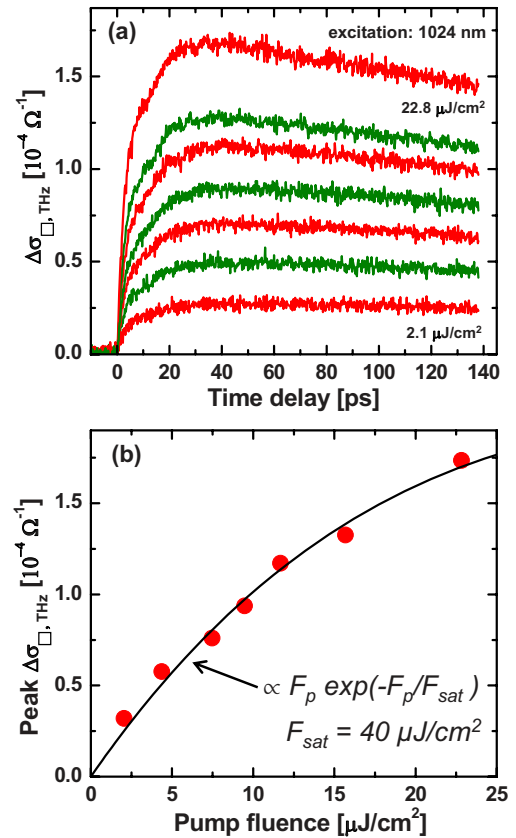 (a)
excitation: 1024 nm
22.8 µJ/cm²
2.1 µJ/cm²
Δσ□, THz [10⁻⁴ Ω⁻¹]
1.5
1.0
0.5
0.0
0 20 40 60 80 100 120 140
Time delay [ps]
(b)
Peak Δσ□, THz [10⁻⁴ Ω⁻¹]
1.5
1.0
0.5
0.0
∝ Fp exp(-Fp/Fsat )
Fsat = 40 µJ/cm²
0 5 10 15 20 25
Pump fluence [µJ/cm²]